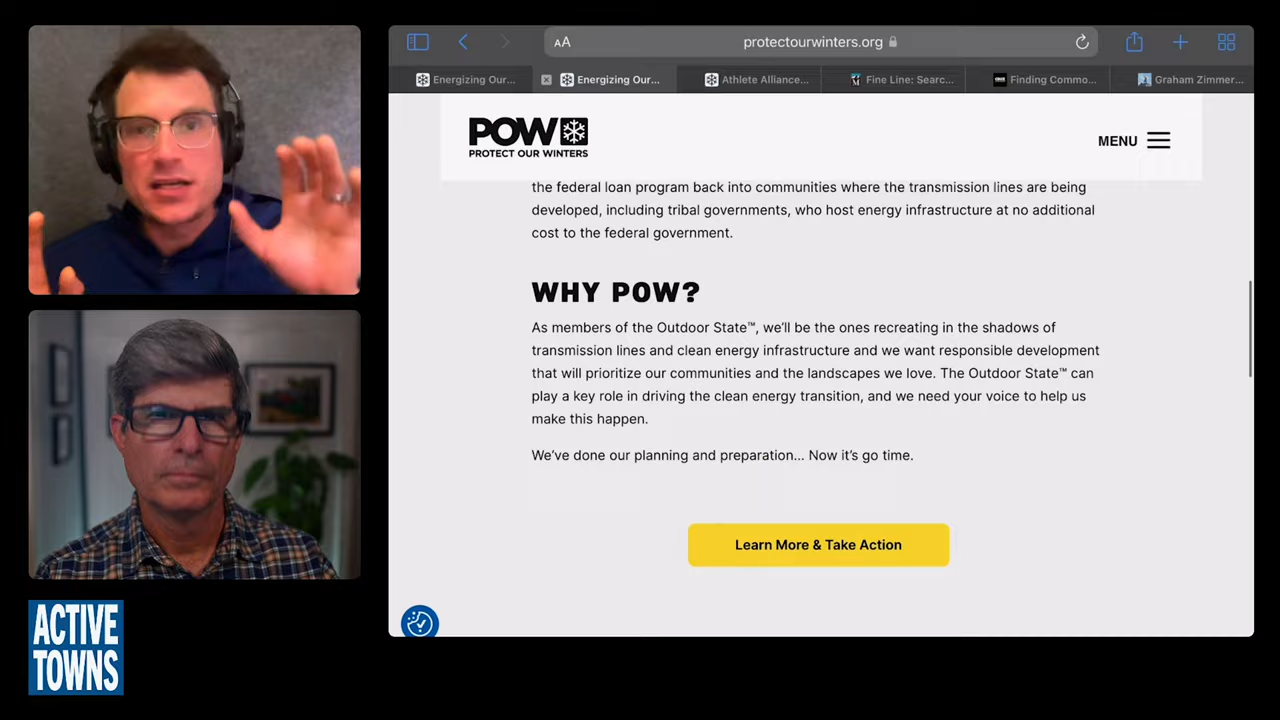 AA
protectourwinters.org
Energizing Our...
Energizing Our...
Athlete Alliance...
Fine Line: Searc...
Finding Commo...
Graham Zimmer...
POW
PROTECT OUR WINTERS
MENU
the federal loan program back into communities where the transmission lines are being
developed, including tribal governments, who host energy infrastructure at no additional
cost to the federal government.
WHY POW?
As members of the Outdoor State™, we'll be the ones recreating in the shadows of
transmission lines and clean energy infrastructure and we want responsible development
that will prioritize our communities and the landscapes we love. The Outdoor State™ can
play a key role in driving the clean energy transition, and we need your voice to help us
make this happen.
We've done our planning and preparation... Now it's go time.
Learn More & Take Action
ACTIVE
TOWNS